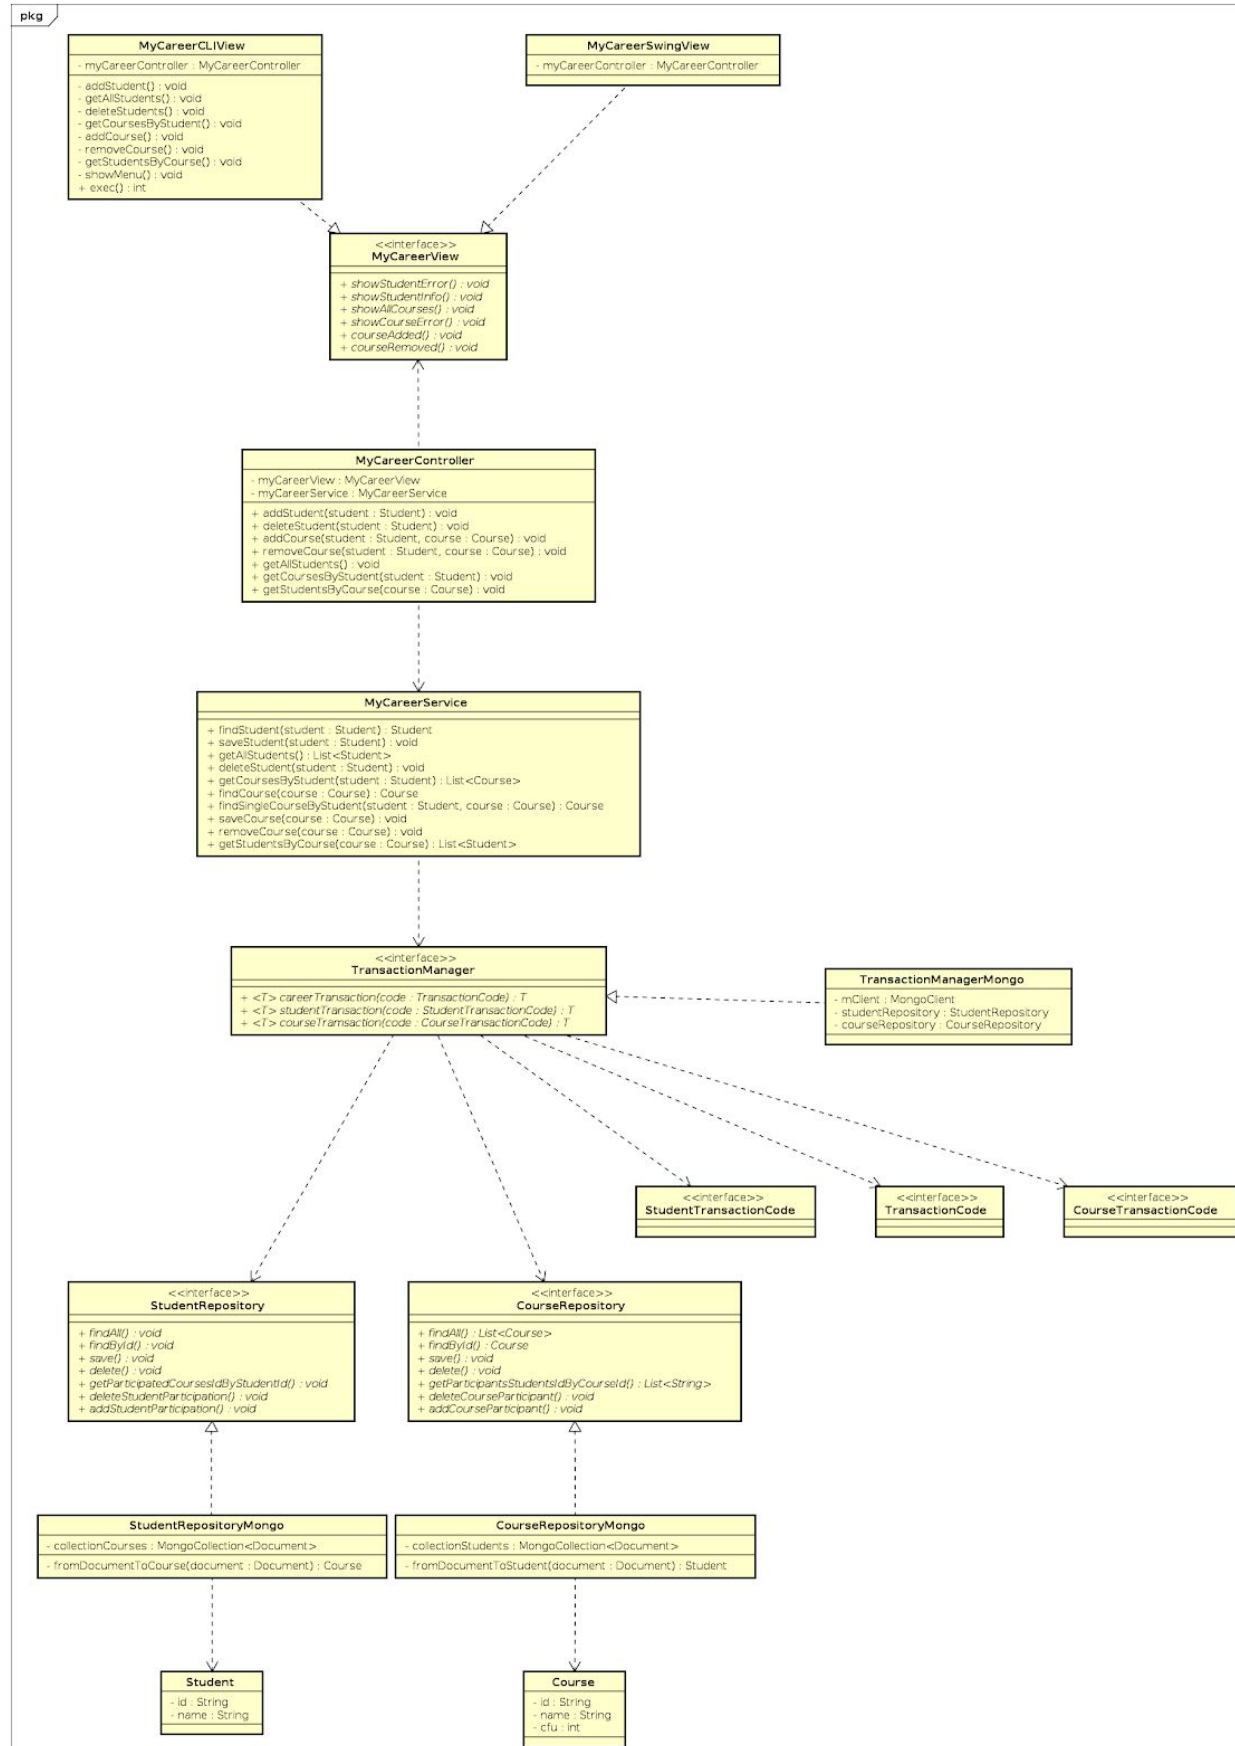 pkg
MyCareerCLIView
- myCareerController : MyCareerController
- addStudent() : void
- getAllStudents() : void
- deleteStudents() : void
- getCoursesByStudent() : void
- addCourse() : void
- removeCourse() : void
- getStudentsByCourse() : void
- showMenu() : void
+ exec() : int
MyCareerSwingView
- myCareerController : MyCareerController
<<interface>>
MyCareerView
+ showStudentError() : void
+ showStudentInfo() : void
+ showAllCourses() : void
+ showCourseError() : void
+ courseAdded() : void
+ courseRemoved() : void
MyCareerController
- myCareerView : MyCareerView
- myCareerService : MyCareerService
+ addStudent(student : Student) : void
+ deleteStudent(student : Student) : void
+ addCourse(student : Student, course : Course) : void
+ removeCourse(student : Student, course : Course) : void
+ getAllStudents() : void
+ getCoursesByStudent(student : Student) : void
+ getStudentsByCourse(course : Course) : void
MyCareerService
+ findStudent(student : Student) : Student
+ saveStudent(student : Student) : void
+ getAllStudents() : List<Student>
+ deleteStudent(student : Student) : void
+ getCoursesByStudent(student : Student) : List<Course>
+ findCourse(course : Course) : Course
+ findSingleCourseByStudent(student : Student, course : Course) : Course
+ saveCourse(course : Course) : void
+ removeCourse(course : Course) : void
+ getStudentsByCourse(course : Course) : List<Student>
<<interface>>
TransactionManager
+ <T> careerTransaction(code : TransactionCode) : T
+ <T> studentTransaction(code : StudentTransactionCode) : T
+ <T> courseTramsaction(code : CourseTransactionCode) : T
TransactionManagerMongo
- mClient : MongoClient
- studentRepository : StudentRepository
- courseRepository : CourseRepository
<<interface>>
StudentTransactionCode
<<interface>>
TransactionCode
<<interface>>
CourseTransactionCode
<<interface>>
StudentRepository
+ findAll() : void
+ findById() : void
+ save() : void
+ delete() : void
+ getParticipatedCoursesIdByStudentId() : void
+ deleteStudentParticipation() : void
+ addStudentParticipation() : void
<<interface>>
CourseRepository
+ findAll() : List<Course>
+ findById() : Course
+ save() : void
+ delete() : void
+ getParticipantsStudentsIdByCourseId() : List<String>
+ deleteCourseParticipant() : void
+ addCourseParticipant() : void
StudentRepositoryMongo
- collectionCourses : MongoCollection<Document>
- fromDocumentToCourse(document : Document) : Course
CourseRepositoryMongo
- collectionStudents : MongoCollection<Document>
- fromDocumentToStudent(document : Document) : Student
Student
- id : String
- name : String
Course
- id : String
- name : String
- cfu : int